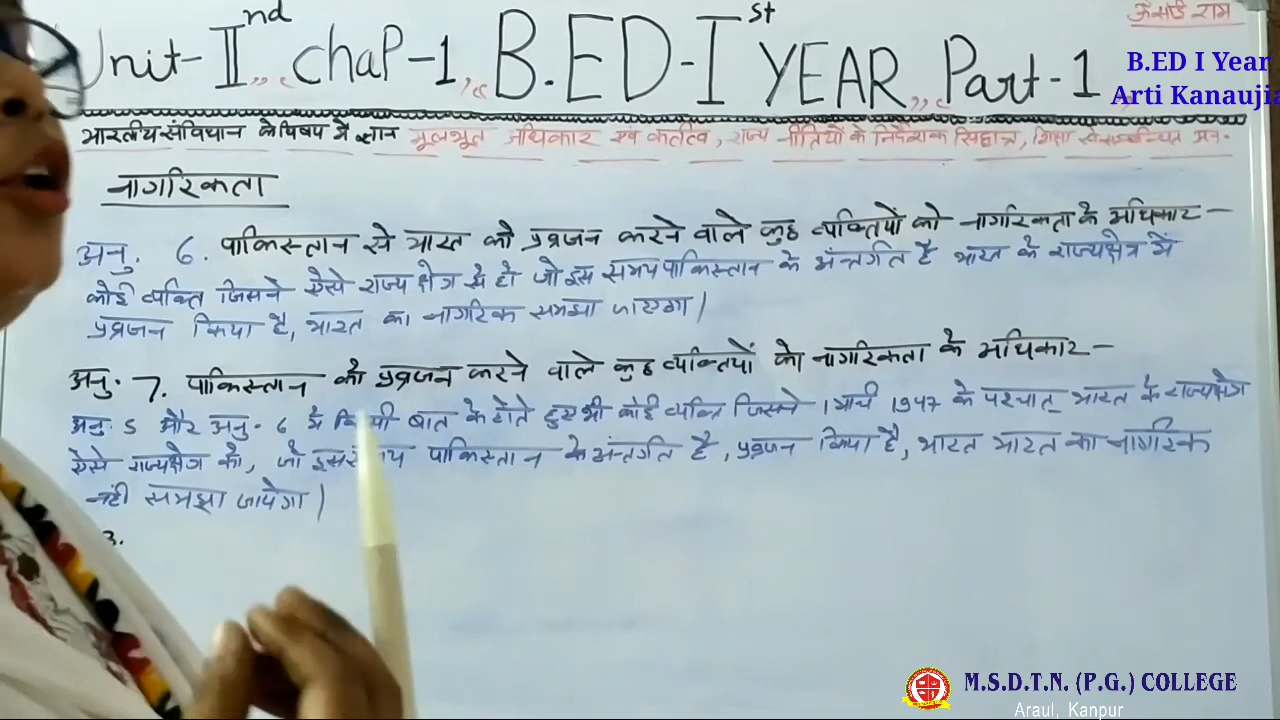 Unit-IInd, chaP-1, B.ED-Ist YEAR, Part-1
B.ED I Year
Arti Kanaujia
भारतीय संविधान के विषय में ज्ञान मूलभूत अधिकार एवं कर्तव्य, राज्य नीतियों के निर्देशक सिद्धान्त, शिक्षा से सम्बन्धित
नागरिकता
अनु. 6. पाकिस्तान से भारत को प्रव्रजन करने वाले कुछ व्यक्तियों को नागरिकता के अधिकार-
कोई व्यक्ति जिसने ऐसे राज्य क्षेत्र से हो जो इस समय पाकिस्तान के अंन्तर्गत है भारत के राज्यक्षेत्र में
प्रव्रजन किया है, भारत का नागरिक समझा जाएगा|
अनु. 7. पाकिस्तान को प्रव्रजन करने वाले कुछ व्यक्तियों को नागरिकता के अधिकार-
अनु. 5 और अनु. 6 में किसी बात के होते हुए भी कोई व्यक्ति जिसने 1 मार्च 1947 के पश्चात् भारत के राज्यक्षेत्र
ऐसे राज्यक्षेत्र को, जो इस समय पाकिस्तान के अंतर्गत है, प्रव्रजन किया है, भारत भारत का नागरिक
नहीं समझा जायेगा|
3.
M.S.D.T.N. (P.G.) COLLEGE
Araul, Kanpur